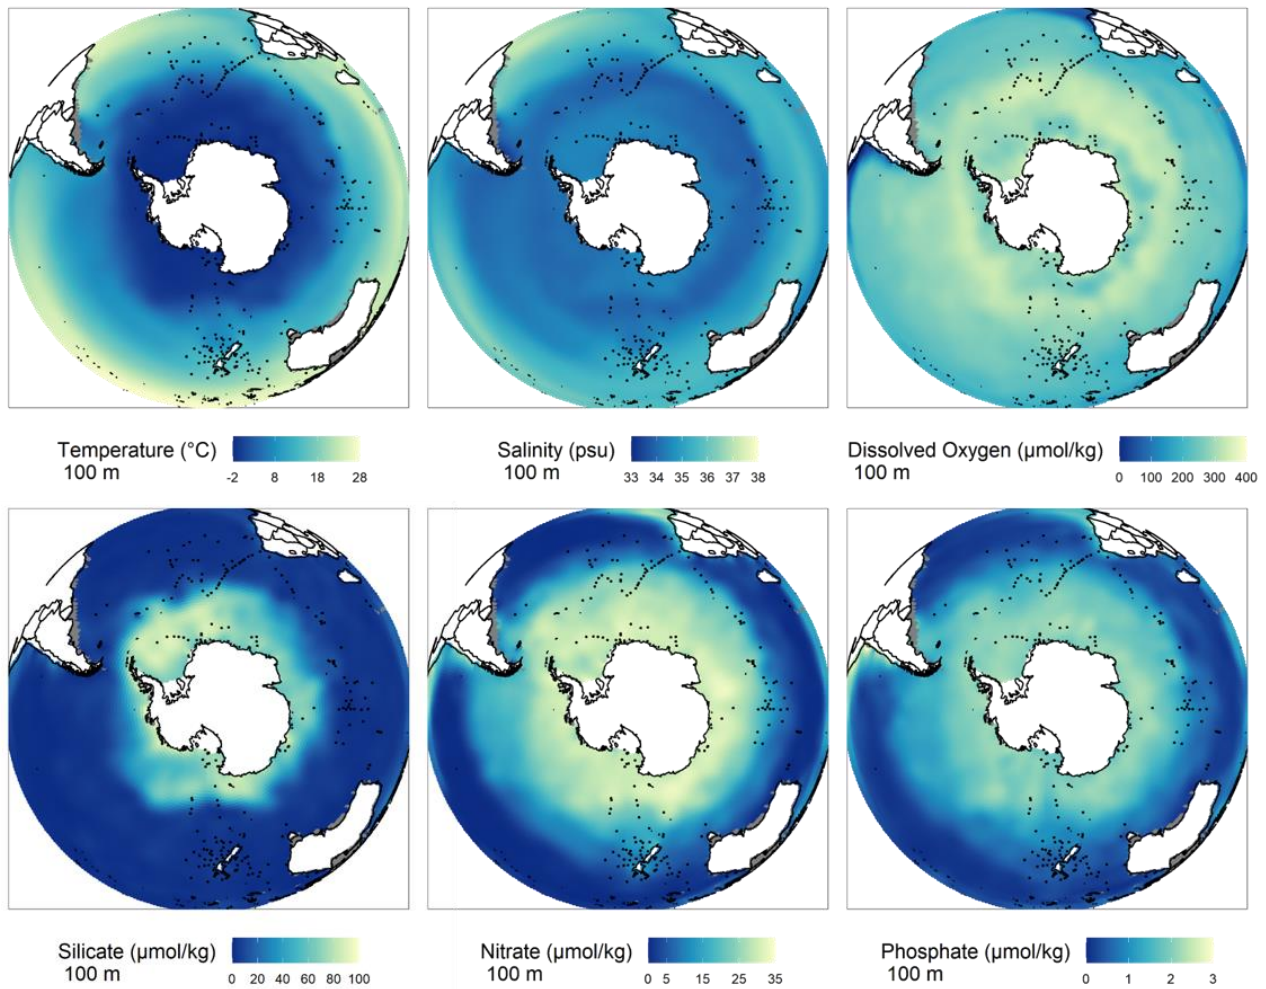 Temperature (°C)
100 m
-2 8 18 28
Salinity (psu)
100 m
33 34 35 36 37 38
Dissolved Oxygen (μmol/kg)
100 m
0 100 200 300 400
Silicate (μmol/kg)
100 m
0 20 40 60 80 100
Nitrate (μmol/kg)
100 m
0 5 15 25 35
Phosphate (μmol/kg)
100 m
0 1 2 3